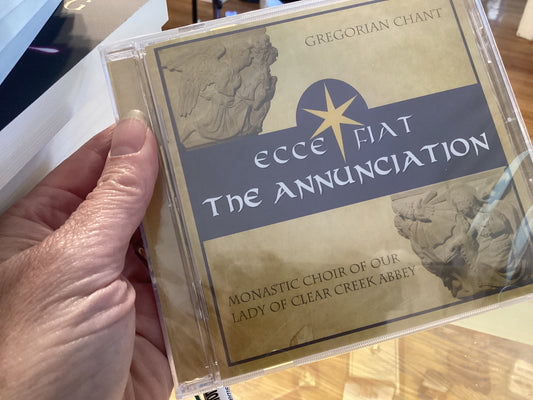 GREGORIAN CHANT
ECCE FIAT
THE ANNUNCIATION
MONASTIC CHOIR OF OUR
LADY OF CLEAR CREEK ABBEY